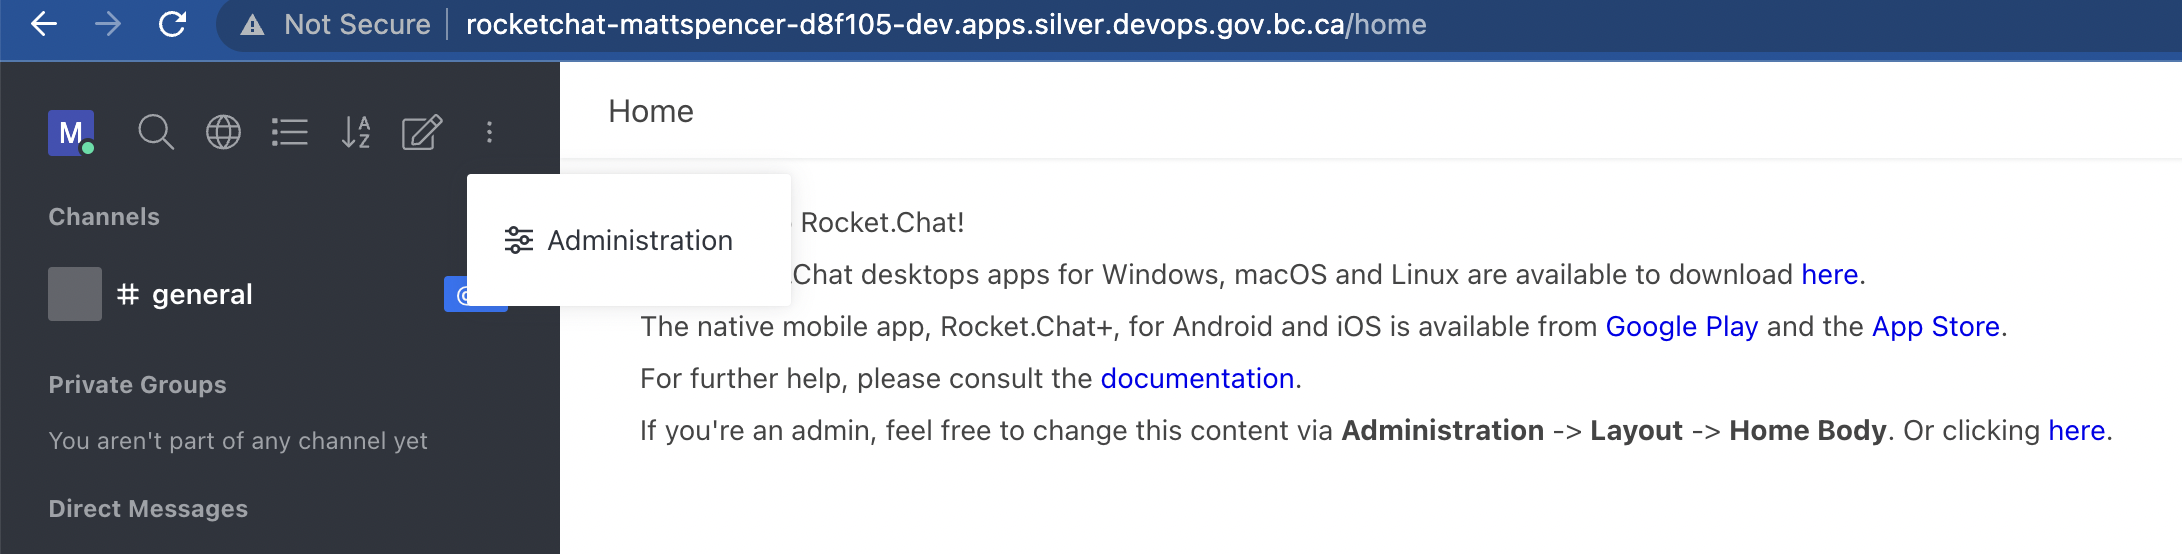 Not Secure | rocketchat-mattspencer-d8f105-dev.apps.silver.devops.gov.bc.ca/home
M
A
Z
Home
Channels
Administration
# general
@
Private Groups
You aren't part of any channel yet
Direct Messages
Rocket.Chat!
.Chat desktops apps for Windows, macOS and Linux are available to download here.
The native mobile app, Rocket.Chat+, for Android and iOS is available from Google Play and the App Store.
For further help, please consult the documentation.
If you're an admin, feel free to change this content via Administration -> Layout -> Home Body. Or clicking here.